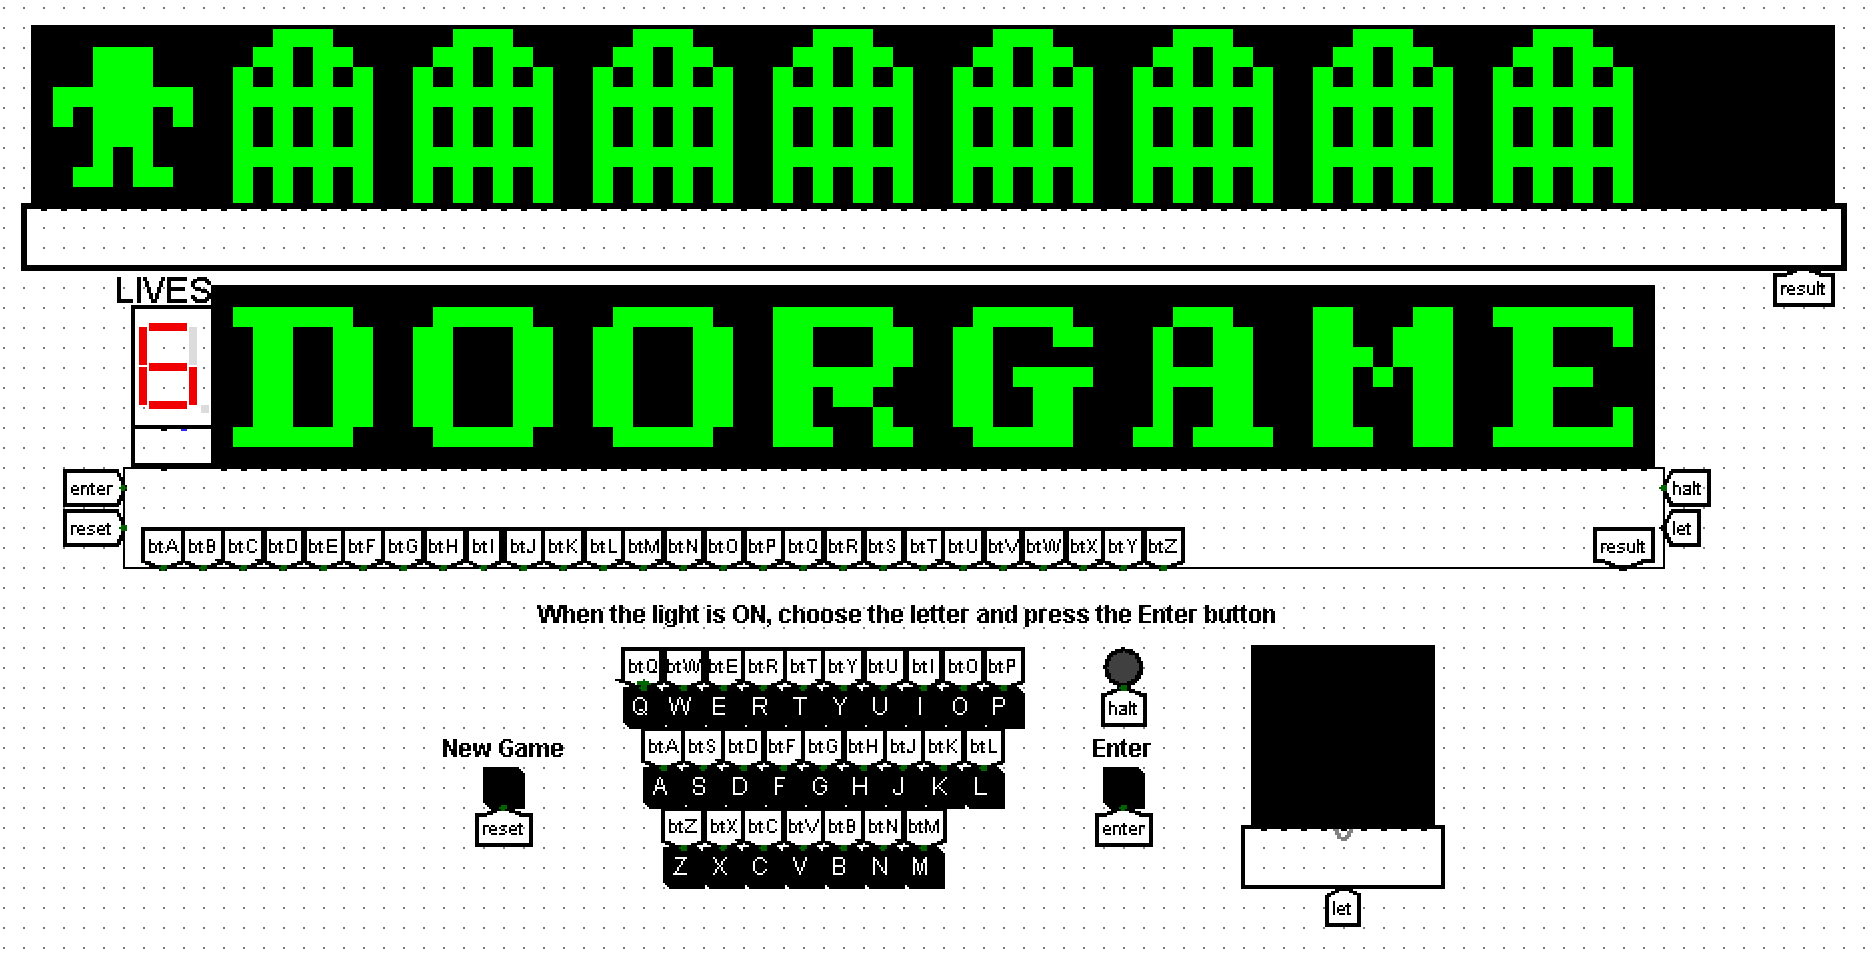 LIVES
result
6
DOORGAME
enter
halt
reset
let
btA btB btC btD btE btF btG btH btI btJ btK btL btM btN btO btP btQ btR btS btT btU btV btW btX btY btZ
result
When the light is ON, choose the letter and press the Enter button
btQ btW btE btR btT btY btU btI btO btP
Q W E R T Y U I O P
halt
New Game
btA btS btD btF btG btH btJ btK btL
Enter
A S D F G H J K L
reset
btZ btX btC btV btB btN btM
enter
Z X C V B N M
let